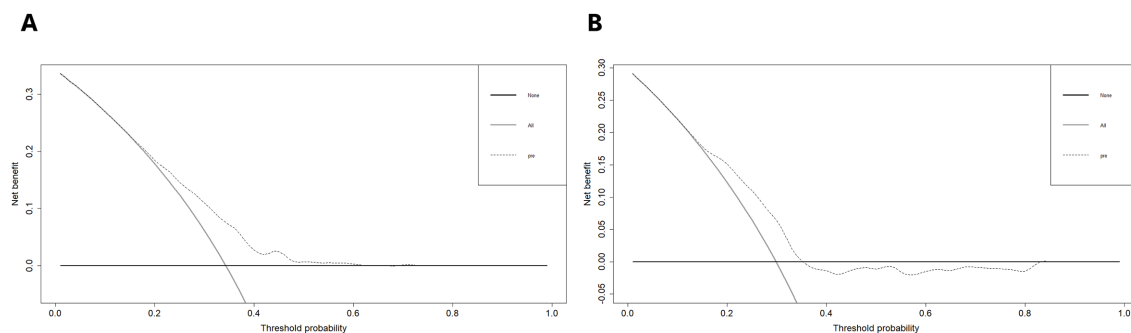 A
B
Net benefit
0.3
0.2
0.1
0.0
None
All
pre
0.0 0.2 0.4 0.6 0.8 1.0
Threshold probability
Net benefit
0.30
0.25
0.20
0.15
0.10
0.05
0.00
-0.05
None
All
pre
0.0 0.2 0.4 0.6 0.8 1.0
Threshold probability